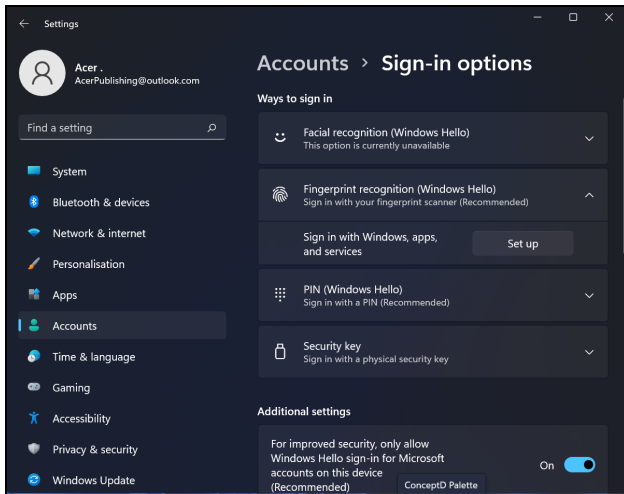 Settings
Acer .
AcerPublishing@outlook.com
Find a setting
System
Bluetooth & devices
Network & internet
Personalisation
Apps
Accounts
Time & language
Gaming
Accessibility
Privacy & security
Windows Update
Accounts > Sign-in options
Ways to sign in
Facial recognition (Windows Hello)
This option is currently unavailable
Fingerprint recognition (Windows Hello)
Sign in with your fingerprint scanner (Recommended)
Sign in with Windows, apps,
and services
Set up
PIN (Windows Hello)
Sign in with a PIN (Recommended)
Security key
Sign in with a physical security key
Additional settings
For improved security, only allow
Windows Hello sign-in for Microsoft
accounts on this device
(Recommended)
On
ConceptD Palette